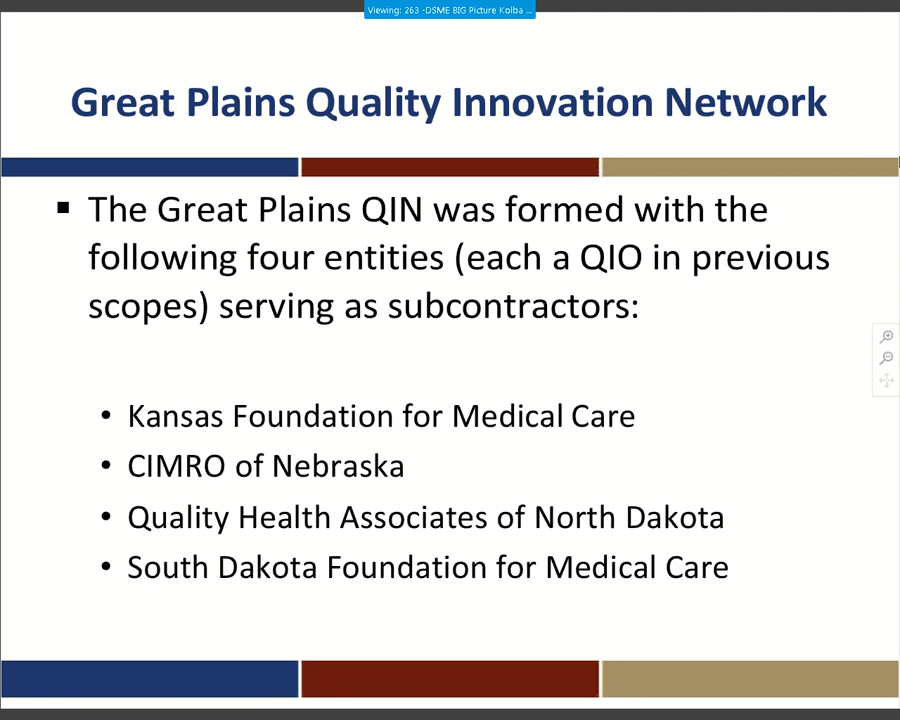 Viewing: 263 -DSME BIG Picture Kolba ...
Great Plains Quality Innovation Network
▪ The Great Plains QIN was formed with the
following four entities (each a QIO in previous
scopes) serving as subcontractors:
• Kansas Foundation for Medical Care
• CIMRO of Nebraska
• Quality Health Associates of North Dakota
• South Dakota Foundation for Medical Care